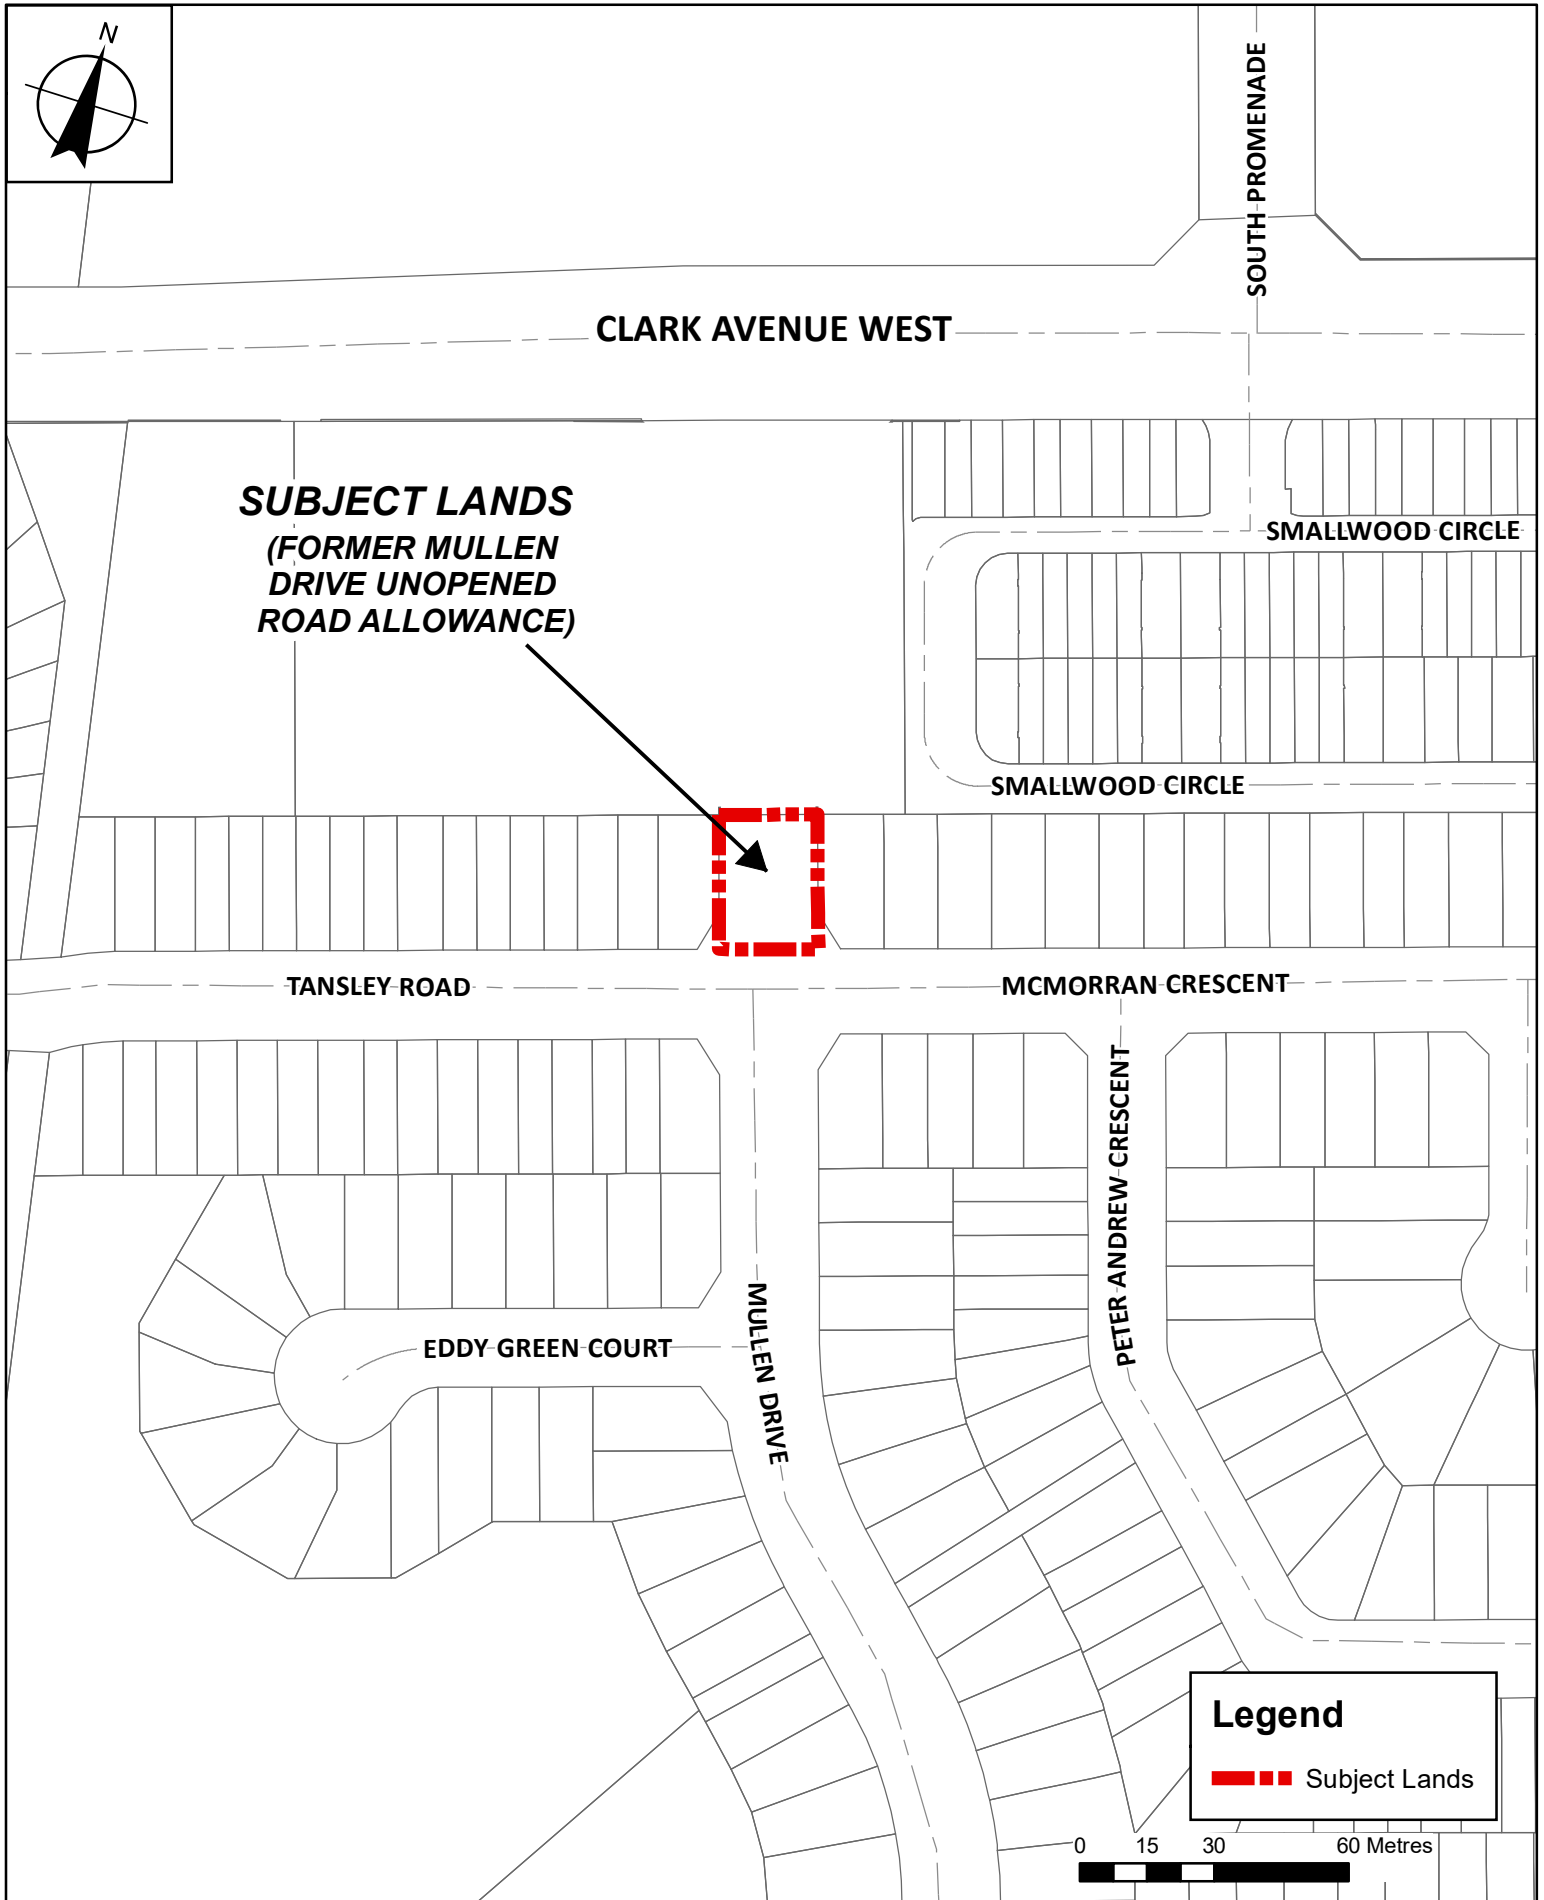 N
SOUTH PROMENADE
CLARK AVENUE WEST
SUBJECT LANDS
(FORMER MULLEN
DRIVE UNOPENED
ROAD ALLOWANCE)
SMALLWOOD CIRCLE
SMALLWOOD CIRCLE
TANSLEY ROAD
MCMORRAN CRESCENT
PETER ANDREW CRESCENT
MULLEN DRIVE
EDDY GREEN COURT
Legend
Subject Lands
0 15 30 60 Metres